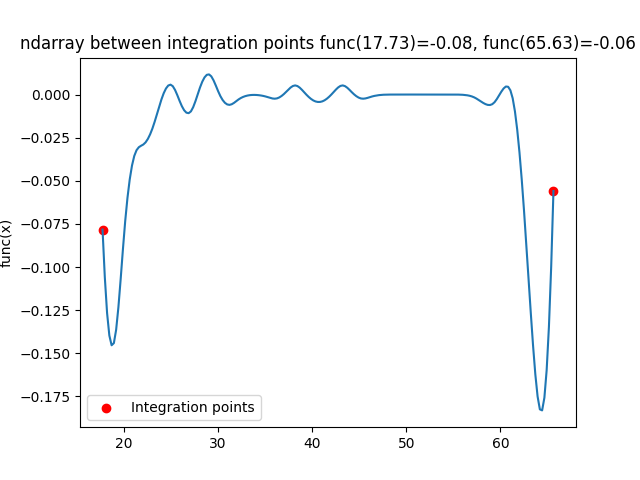 ndarray between integration points func(17.73)=-0.08, func(65.63)=-0.06
func(x)
0.000
−0.025
−0.050
−0.075
−0.100
−0.125
−0.150
−0.175
Integration points
20 30 40 50 60